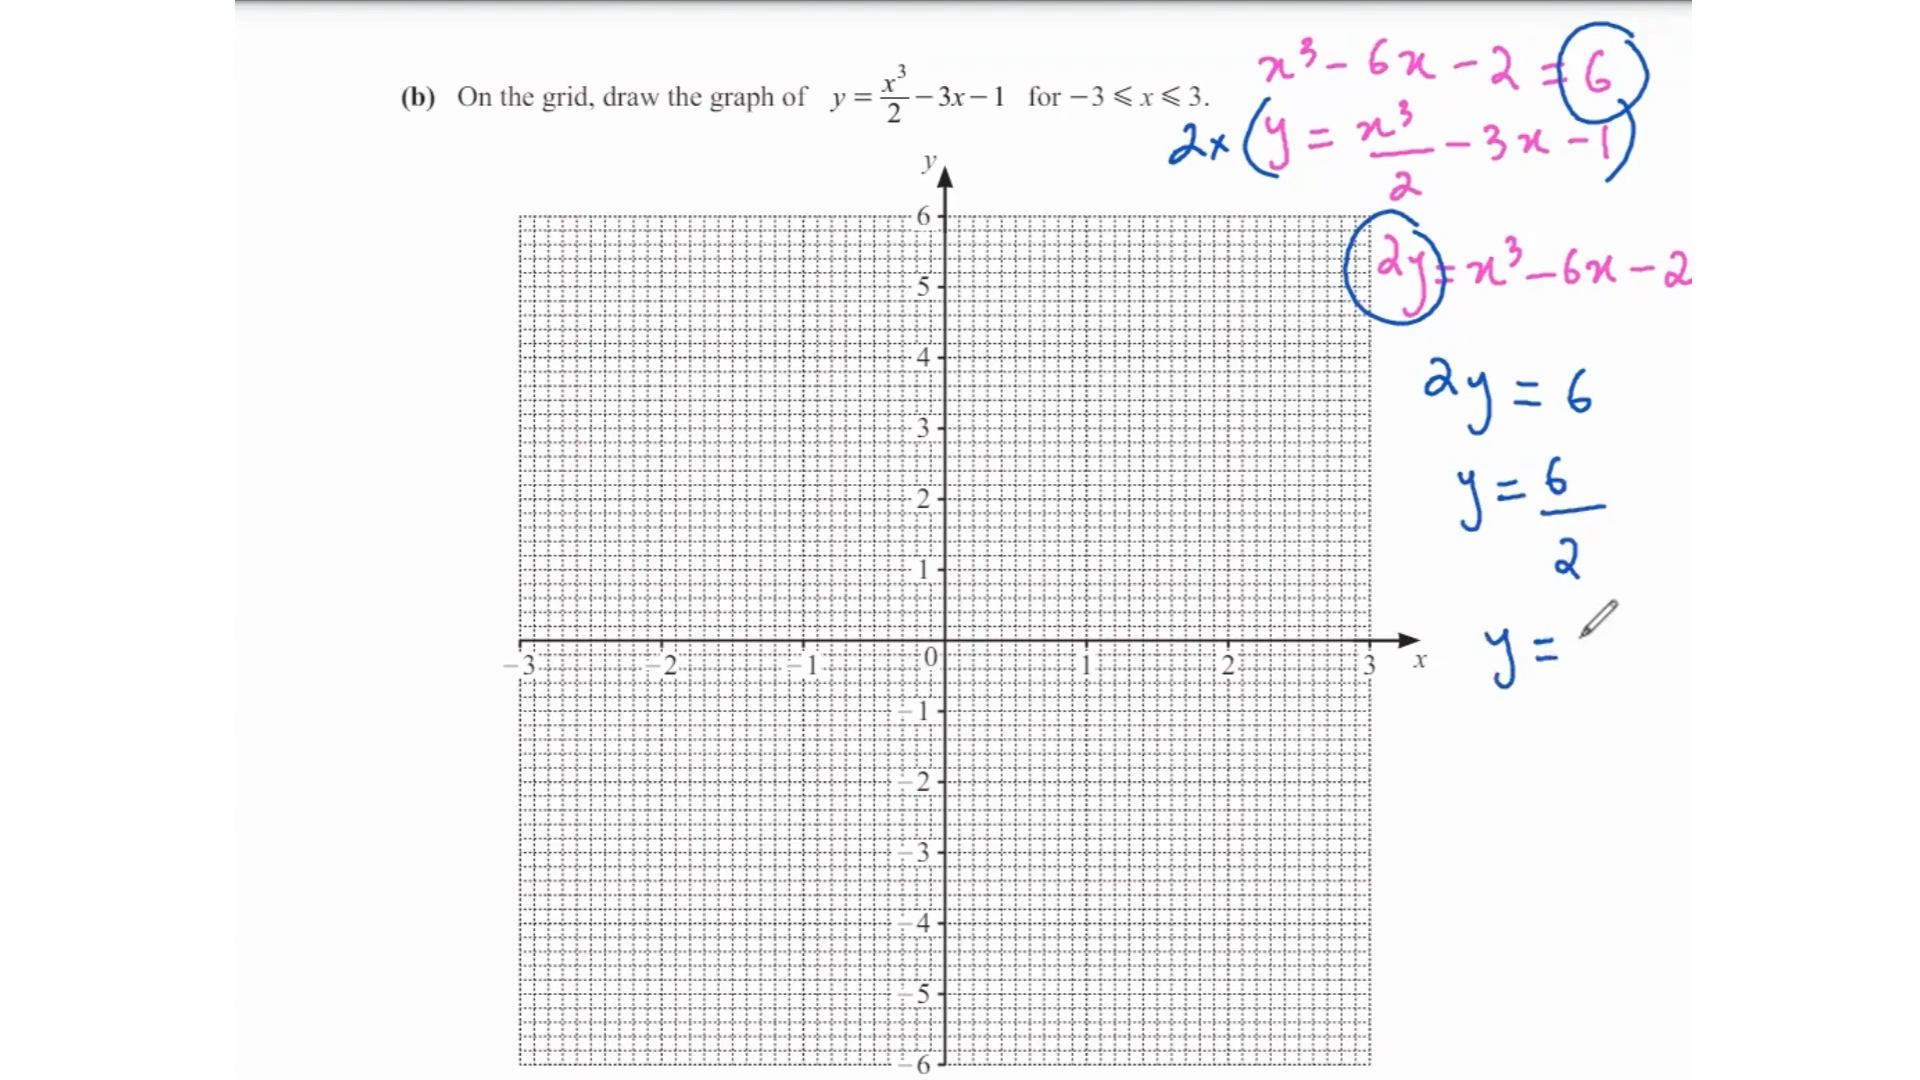 x³ - 6x - 2 = 6
(b) On the grid, draw the graph of y = x³/2 − 3x − 1 for −3 ⩽ x ⩽ 3.
2× (y = x³/2 - 3x - 1)
y
6
2y = x³ - 6x - 2
5
4
2y = 6
3
2
y = 6/2
1
y =
−3 −2 −1 0 1 2 3 x
−1
−2
−3
−4
−5
−6